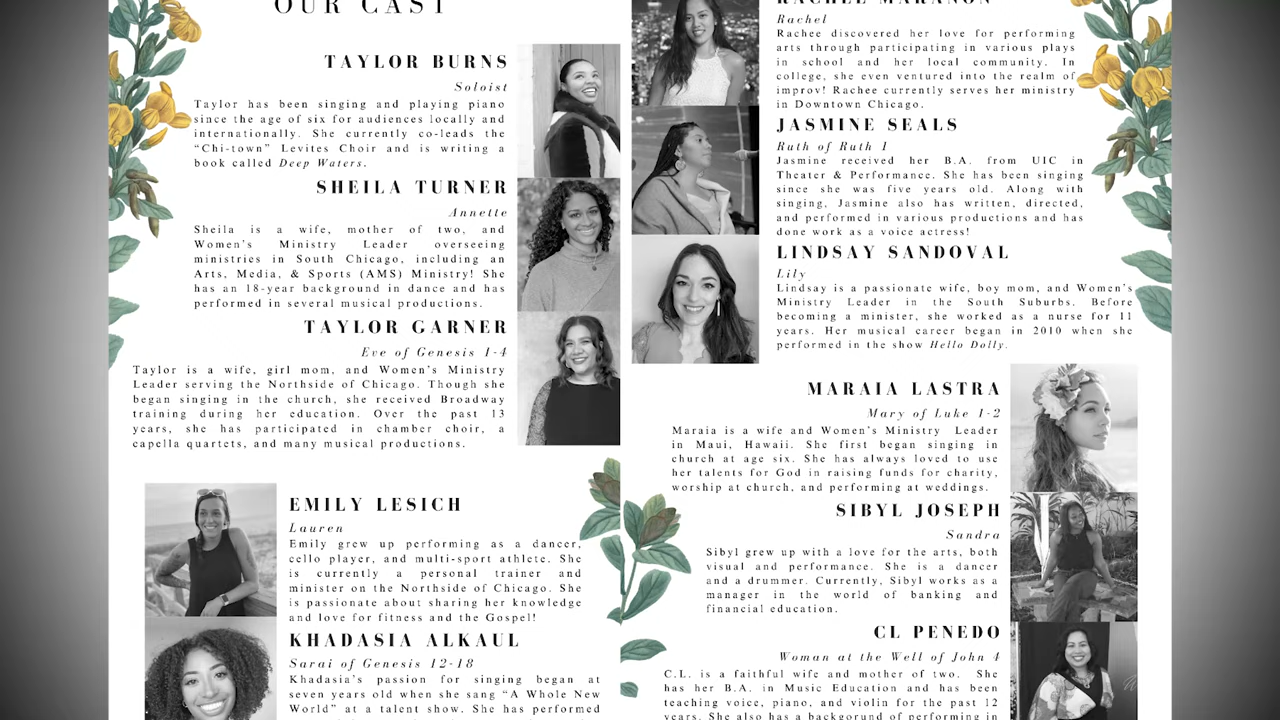 OUR CAST
TAYLOR BURNS
Soloist
Taylor has been singing and playing piano
since the age of six for audiences locally and
internationally. She currently co-leads the
“Chi-town” Levites Choir and is writing a
book called Deep Waters.
SHEILA TURNER
Annette
Sheila is a wife, mother of two, and
Women’s Ministry Leader overseeing
ministries in South Chicago, including an
Arts, Media, & Sports (AMS) Ministry! She
has an 18-year background in dance and has
performed in several musical productions.
TAYLOR GARNER
Eve of Genesis 1-4
Taylor is a wife, girl mom, and Women’s Ministry
Leader serving the Northside of Chicago. Though she
began singing in the church, she received Broadway
training during her education. Over the past 13
years, she has participated in chamber choir, a
capella quartets, and many musical productions.
EMILY LESICH
Lauren
Emily grew up performing as a dancer,
cello player, and multi-sport athlete. She
is currently a personal trainer and
minister on the Northside of Chicago. She
is passionate about sharing her knowledge
and love for fitness and the Gospel!
KHADASIA ALKAUL
Sarai of Genesis 12-18
Khadasia’s passion for singing began at
seven years old when she sang “A Whole New
World” at a talent show. She has performed
Rachel
Rachee discovered her love for performing
arts through participating in various plays
in school and her local community. In
college, she even ventured into the realm of
improv! Rachee currently serves her ministry
in Downtown Chicago.
JASMINE SEALS
Ruth of Ruth 1
Jasmine received her B.A. from UIC in
Theater & Performance. She has been singing
since she was five years old. Along with
singing, Jasmine also has written, directed,
and performed in various productions and has
done work as a voice actress!
LINDSAY SANDOVAL
Lily
Lindsay is a passionate wife, boy mom, and Women’s
Ministry Leader in the South Suburbs. Before
becoming a minister, she worked as a nurse for 11
years. Her musical career began in 2010 when she
performed in the show Hello Dolly.
MARAIA LASTRA
Mary of Luke 1-2
Maraia is a wife and Women’s Ministry Leader
in Maui, Hawaii. She first began singing in
church at age six. She has always loved to use
her talents for God in raising funds for charity,
worship at church, and performing at weddings.
SIBYL JOSEPH
Sandra
Sibyl grew up with a love for the arts, both
visual and performance. She is a dancer
and a drummer. Currently, Sibyl works as a
manager in the world of banking and
financial education.
CL PENEDO
Woman at the Well of John 4
C.L. is a faithful wife and mother of two. She
has her B.A. in Music Education and has been
teaching voice, piano, and violin for the past 12
years. She also has a background of performing in